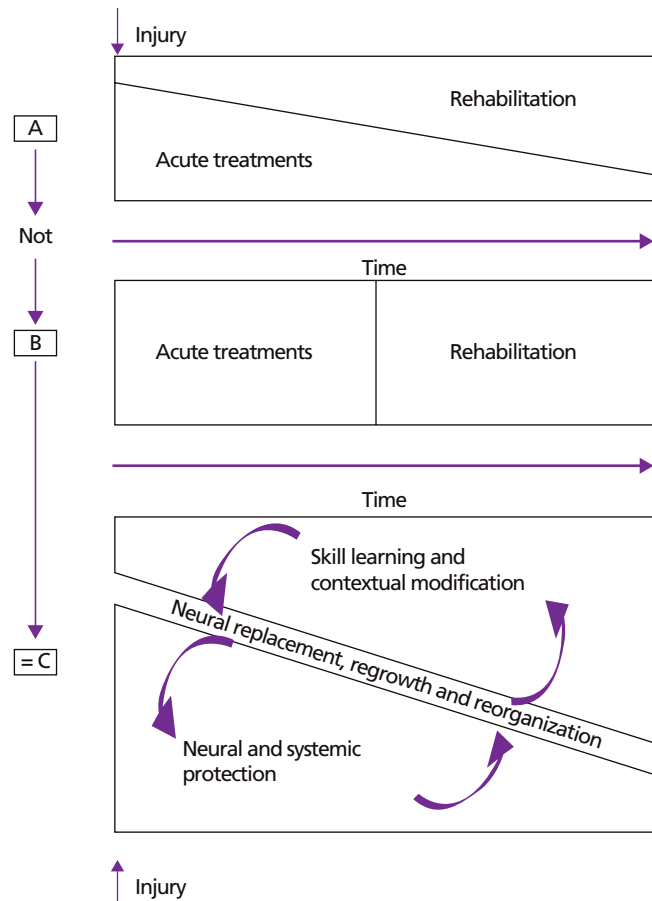 Injury
Rehabilitation
A
Acute treatments
Not
Time
B
Acute treatments
Rehabilitation
Time
Skill learning and
contextual modification
Neural replacement, regrowth and reorganization
= C
Neural and systemic
protection
Injury